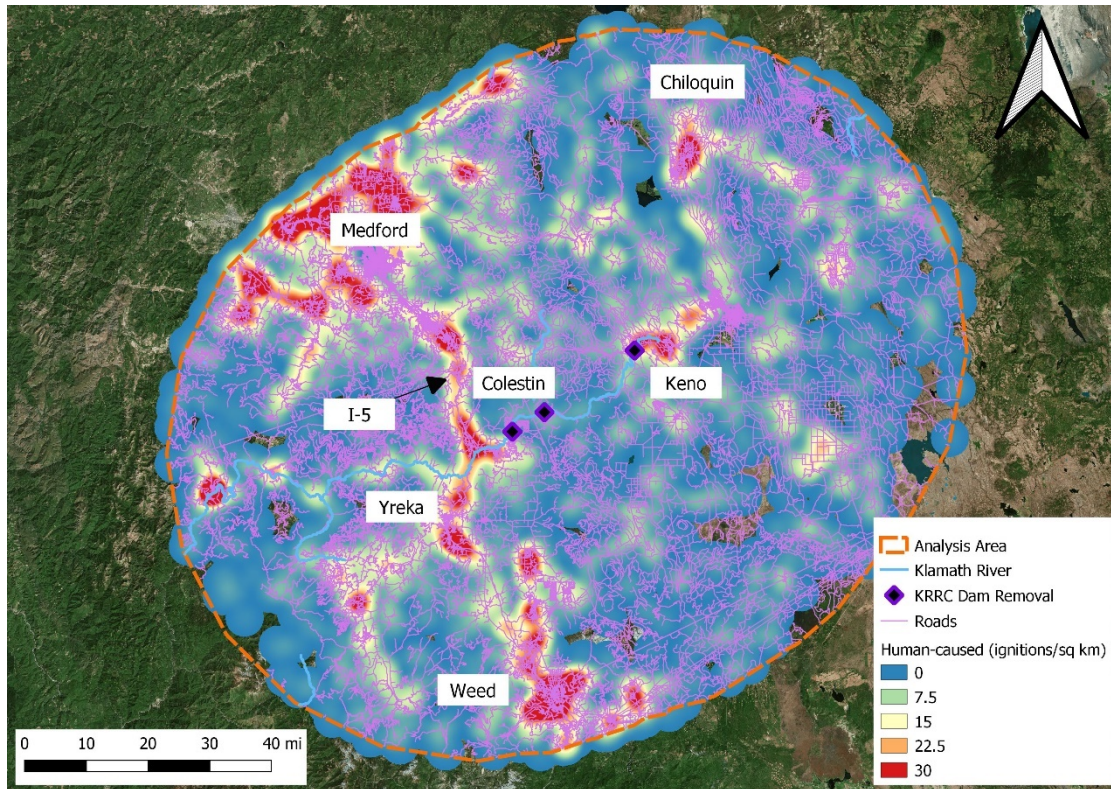 Chiloquin
Medford
Colestin
Keno
I-5
Yreka
Weed
Analysis Area
Klamath River
KRRC Dam Removal
Roads
Human-caused (ignitions/sq km)
0
7.5
15
22.5
30
0 10 20 30 40 mi